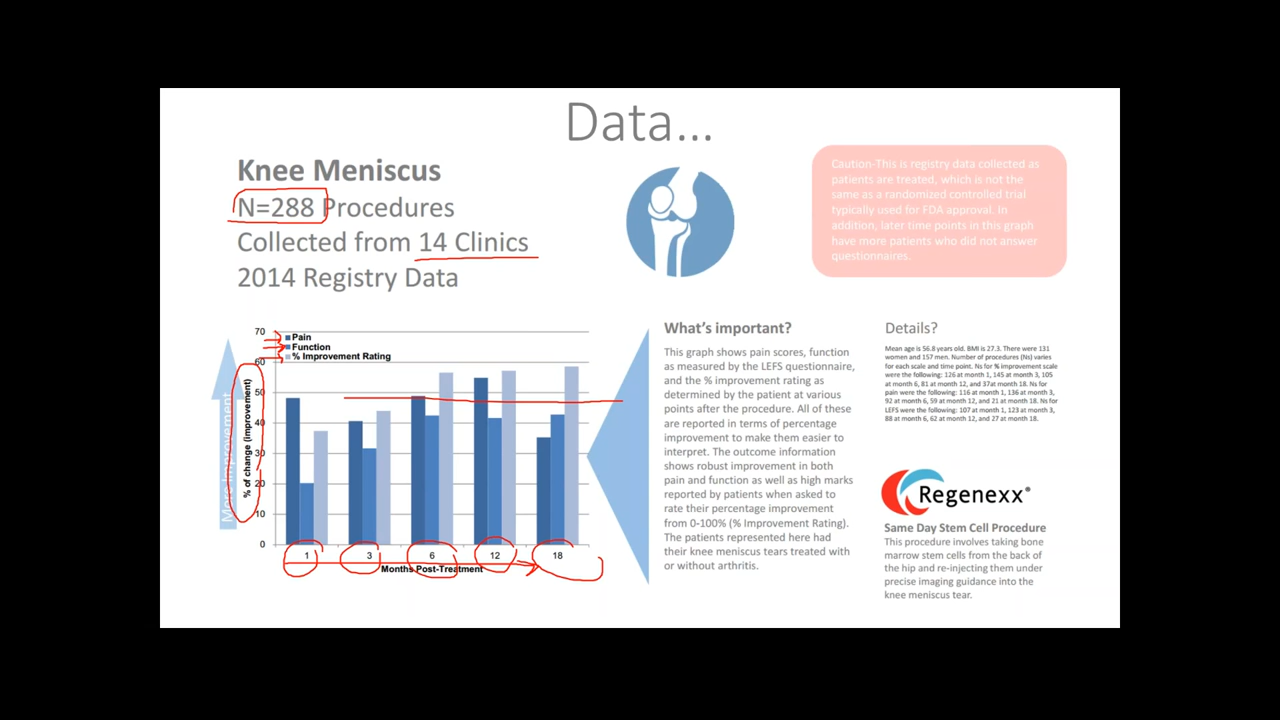 Data...
Knee Meniscus
N=288 Procedures
Collected from 14 Clinics
2014 Registry Data
Caution-This is registry data collected as
patients are treated, which is not the
same as a randomized controlled trial
typically used for FDA approval. In
addition, later time points in this graph
have more patients who did not answer
questionnaires.
More Improvement
% of change (improvement)
70
60
50
40
30
20
10
0
Pain
Function
% Improvement Rating
1 3 6 12 18
Months Post-Treatment
What's important?
This graph shows pain scores, function
as measured by the LEFS questionnaire,
and the % improvement rating as
determined by the patient at various
points after the procedure. All of these
are reported in terms of percentage
improvement to make them easier to
interpret. The outcome information
shows robust improvement in both
pain and function as well as high marks
reported by patients when asked to
rate their percentage improvement
from 0-100% (% Improvement Rating).
The patients represented here had
their knee meniscus tears treated with
or without arthritis.
Details?
Mean age is 56.8 years old. BMI is 27.3. There were 131
women and 157 men. Number of procedures (Ns) varies
for each scale and time point. Ns for % improvement scale
were the following: 126 at month 1, 145 at month 3, 105
at month 6, 81 at month 12, and 37at month 18. Ns for
pain were the following: 116 at month 1, 136 at month 3,
92 at month 6, 59 at month 12, and 21 at month 18. Ns for
LEFS were the following: 107 at month 1, 123 at month 3,
88 at month 6, 62 at month 12, and 27 at month 18.
Regenexx®
Same Day Stem Cell Procedure
This procedure involves taking bone
marrow stem cells from the back of
the hip and re-injecting them under
precise imaging guidance into the
knee meniscus tear.